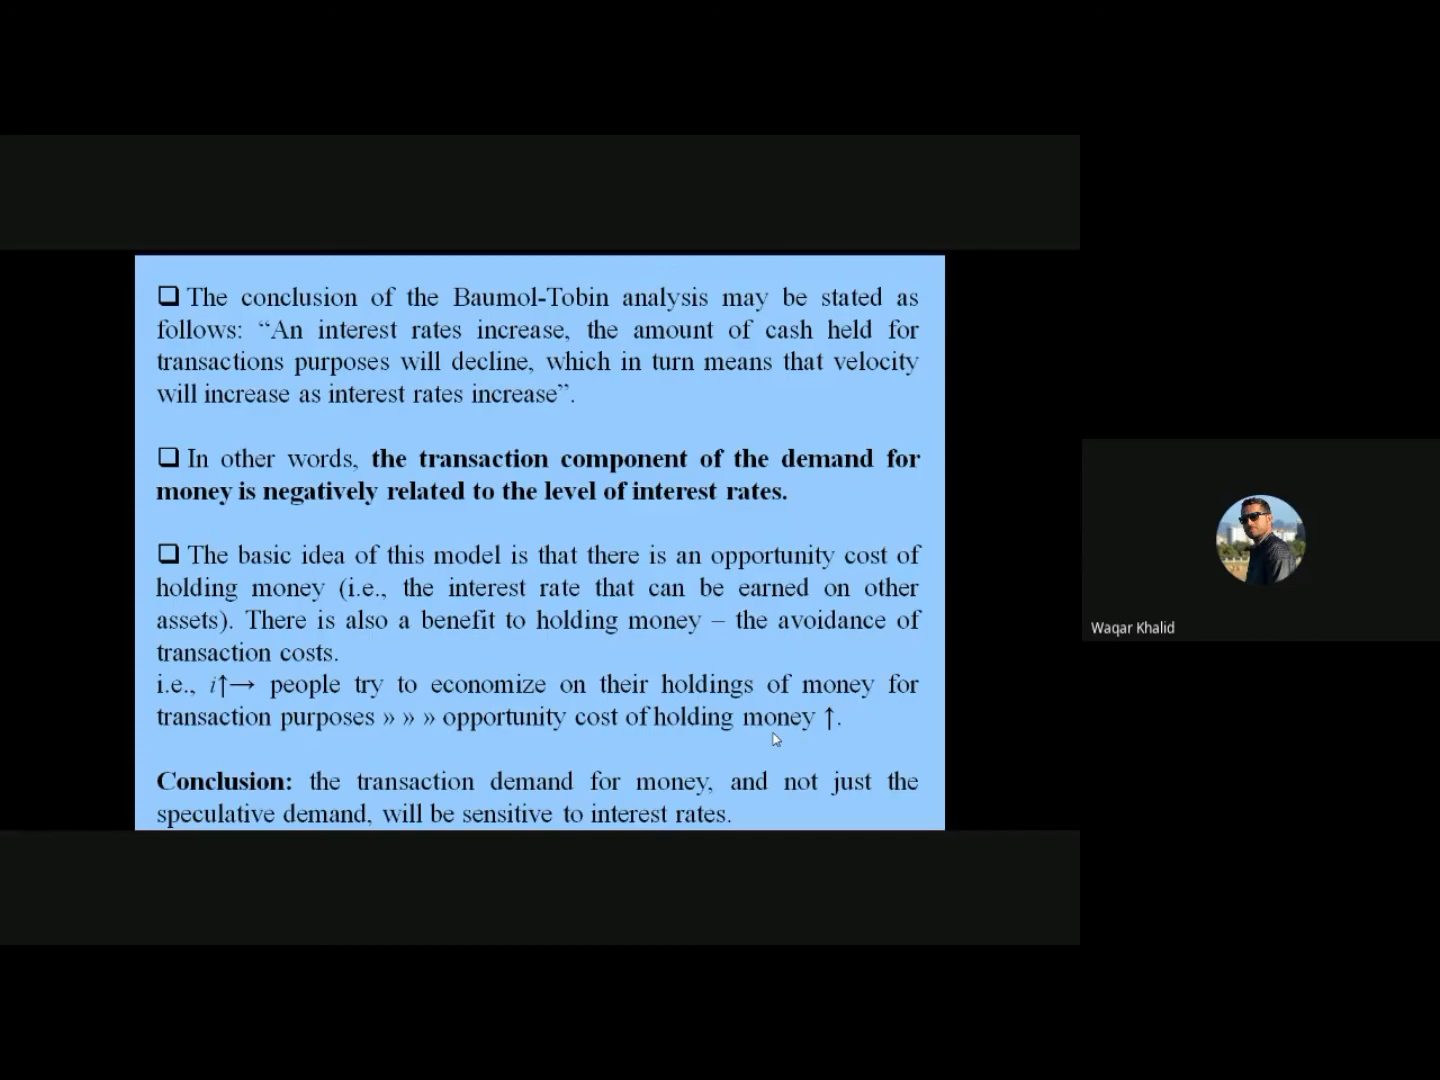 ❑ The conclusion of the Baumol-Tobin analysis may be stated as
follows: “An interest rates increase, the amount of cash held for
transactions purposes will decline, which in turn means that velocity
will increase as interest rates increase”.
❑ In other words, the transaction component of the demand for
money is negatively related to the level of interest rates.
❑ The basic idea of this model is that there is an opportunity cost of
holding money (i.e., the interest rate that can be earned on other
assets). There is also a benefit to holding money – the avoidance of
transaction costs.
i.e., i↑→ people try to economize on their holdings of money for
transaction purposes » » » opportunity cost of holding money ↑.
Conclusion: the transaction demand for money, and not just the
speculative demand, will be sensitive to interest rates.
Waqar Khalid